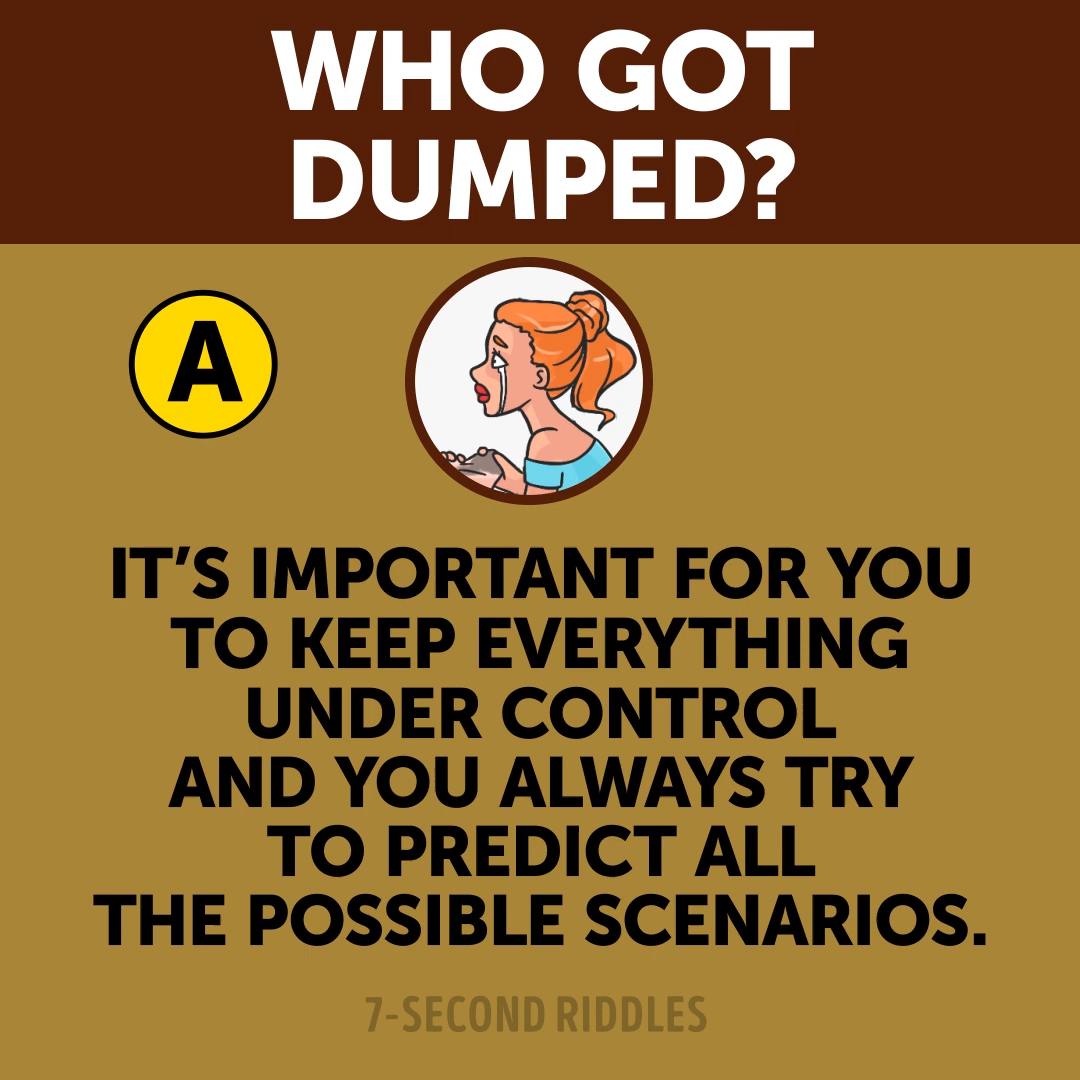 WHO GOT
DUMPED?
A
IT’S IMPORTANT FOR YOU
TO KEEP EVERYTHING
UNDER CONTROL
AND YOU ALWAYS TRY
TO PREDICT ALL
THE POSSIBLE SCENARIOS.
7-SECOND RIDDLES